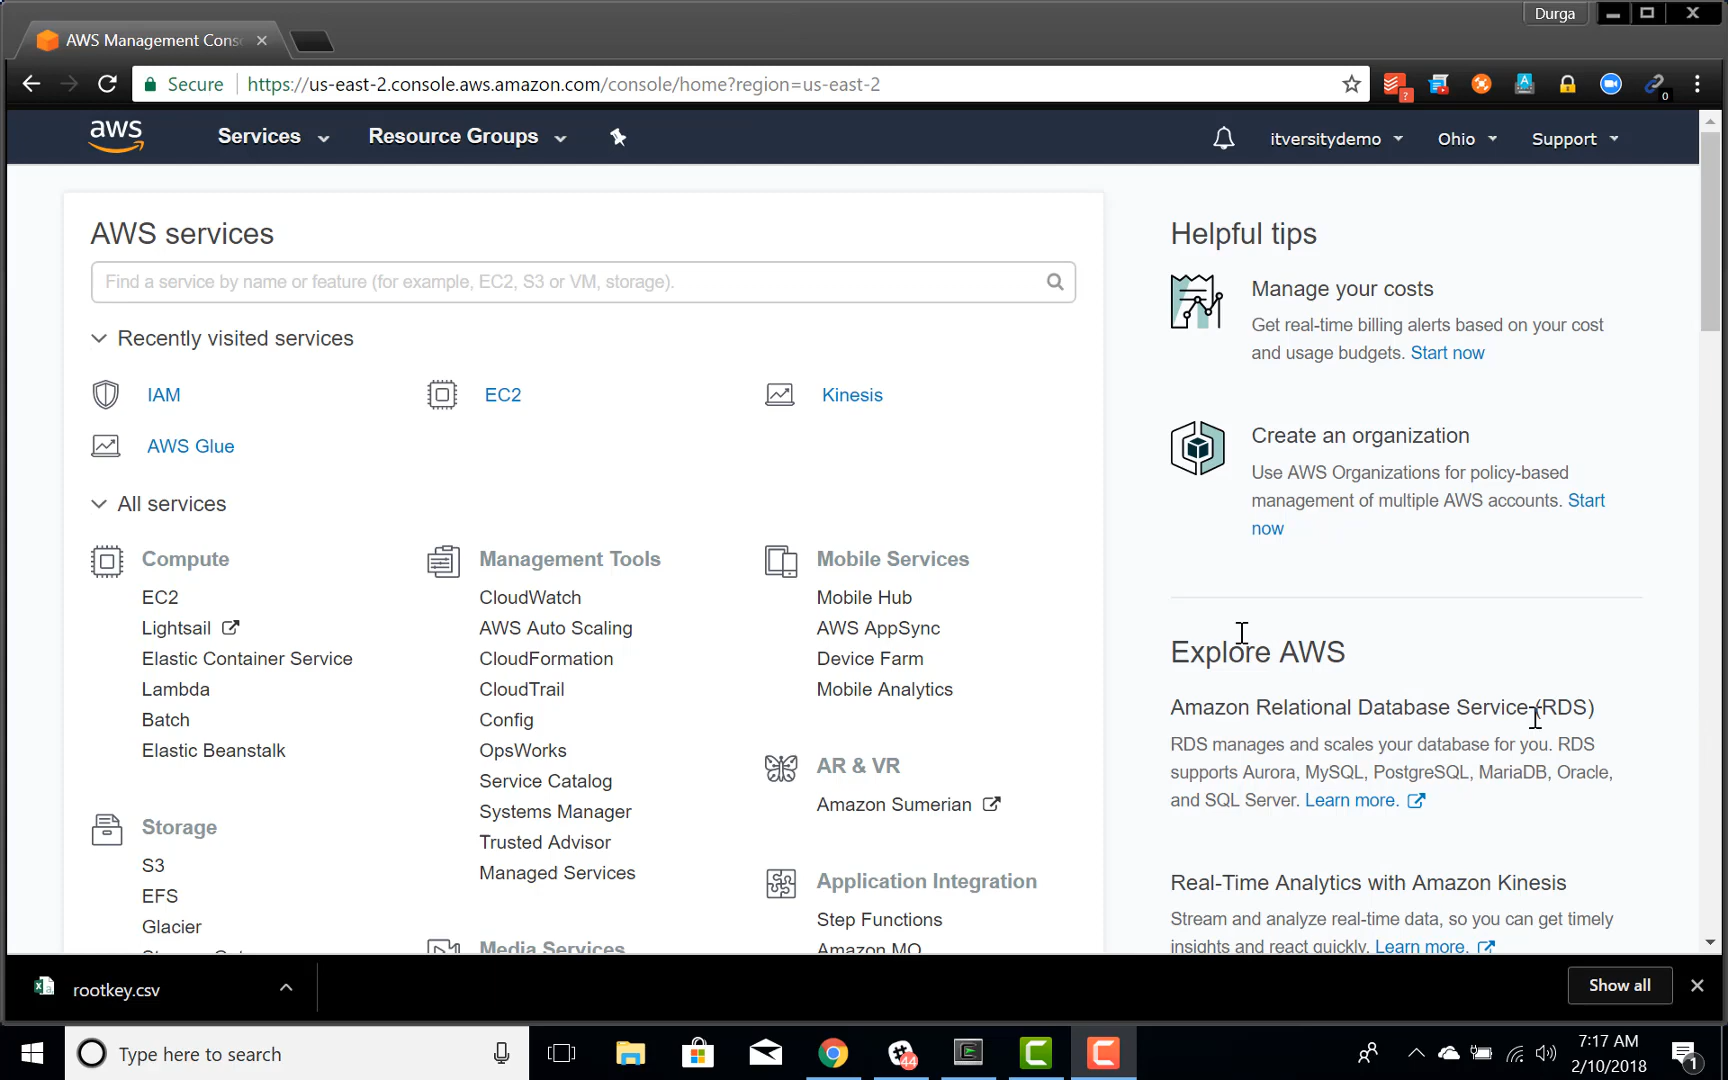 Durga
AWS Management Cons
Secure
https://us-east-2.console.aws.amazon.com/console/home?region=us-east-2
?
0
aws
Services
Resource Groups
itversitydemo
Ohio
Support
AWS services
Find a service by name or feature (for example, EC2, S3 or VM, storage).
Recently visited services
IAM
EC2
Kinesis
AWS Glue
All services
Compute
EC2
Lightsail
Elastic Container Service
Lambda
Batch
Elastic Beanstalk
Storage
S3
EFS
Glacier
Management Tools
CloudWatch
AWS Auto Scaling
CloudFormation
CloudTrail
Config
OpsWorks
Service Catalog
Systems Manager
Trusted Advisor
Managed Services
Media Services
Mobile Services
Mobile Hub
AWS AppSync
Device Farm
Mobile Analytics
AR & VR
Amazon Sumerian
Application Integration
Step Functions
Amazon MQ
Helpful tips
Manage your costs
Get real-time billing alerts based on your cost
and usage budgets. Start now
Create an organization
Use AWS Organizations for policy-based
management of multiple AWS accounts. Start
now
Explore AWS
Amazon Relational Database Service (RDS)
RDS manages and scales your database for you. RDS
supports Aurora, MySQL, PostgreSQL, MariaDB, Oracle,
and SQL Server. Learn more.
Real-Time Analytics with Amazon Kinesis
Stream and analyze real-time data, so you can get timely
insights and react quickly. Learn more.
rootkey.csv
Show all
Type here to search
44
7:17 AM
2/10/2018
1